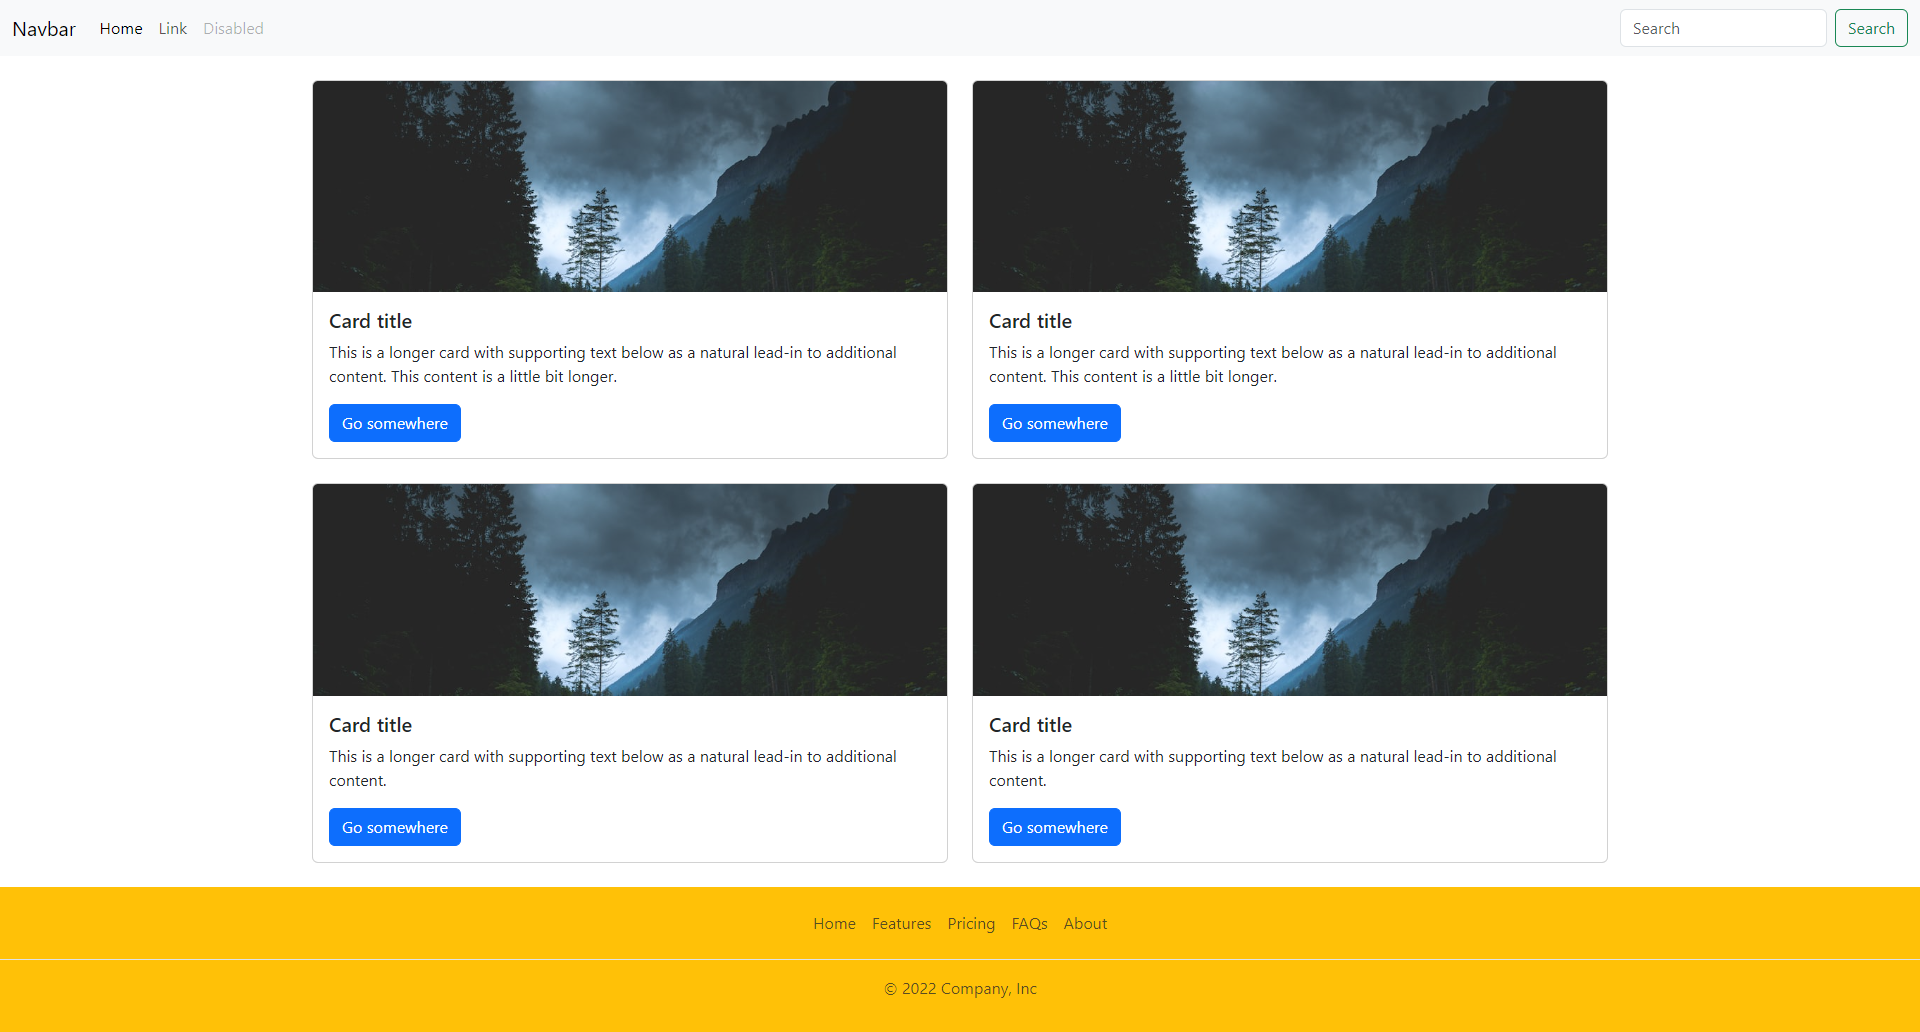 Navbar Home Link Disabled Search Search
Card title
This is a longer card with supporting text below as a natural lead-in to additional
content. This content is a little bit longer.
Go somewhere
Card title
This is a longer card with supporting text below as a natural lead-in to additional
content. This content is a little bit longer.
Go somewhere
Card title
This is a longer card with supporting text below as a natural lead-in to additional
content.
Go somewhere
Card title
This is a longer card with supporting text below as a natural lead-in to additional
content.
Go somewhere
Home Features Pricing FAQs About
© 2022 Company, Inc